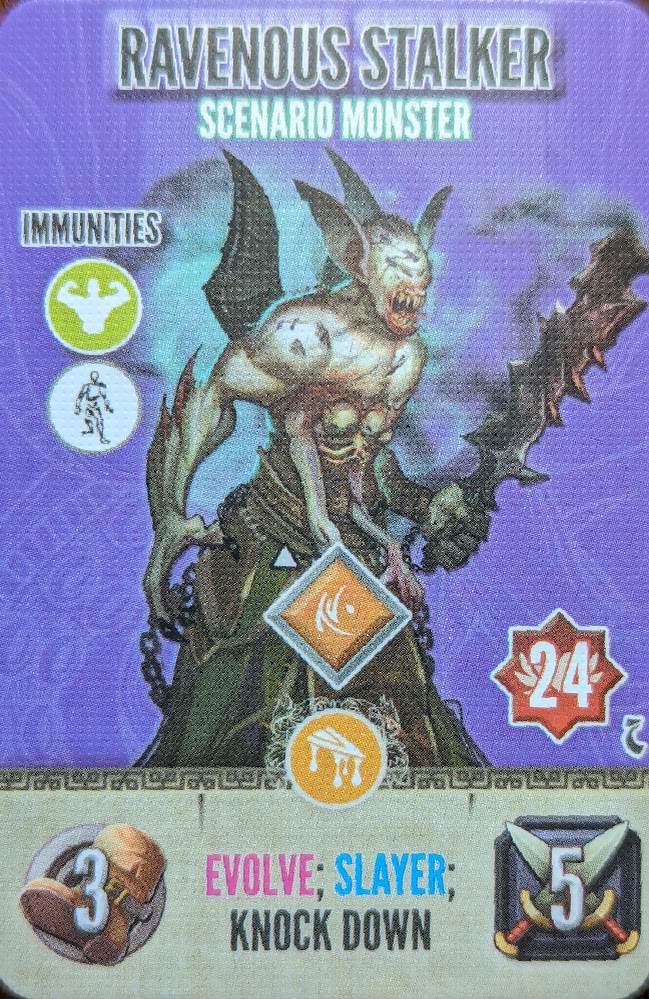 RAVENOUS STALKER
SCENARIO MONSTER
IMMUNITIES
24
3
EVOLVE; SLAYER;
5
KNOCK DOWN